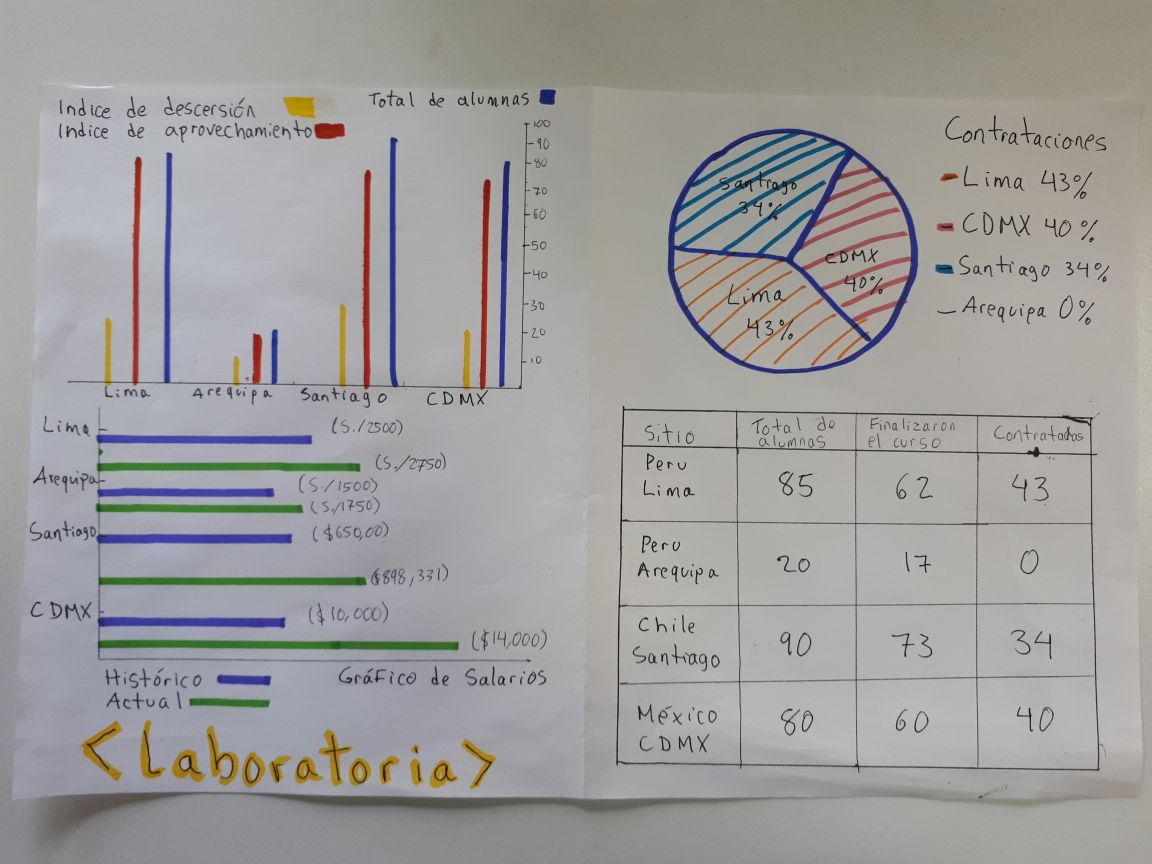 Indice de descersión
Total de alumnas
Indice de aprovechamiento
100
90
80
70
60
50
40
30
20
10
Lima Arequipa Santiago CDMX
Lima (S./2500)
(S./2750)
Arequipa (S./1500)
(S./1750)
Santiago ($650,00)
($898,331)
CDMX ($10,000)
($14,000)
Histórico
Gráfico de Salarios
Actual
<Laboratoria>
Santiago
34%
CDMX
40%
Lima
43%
Contrataciones
Lima 43%
CDMX 40%
Santiago 34%
Arequipa 0%
Sitio Total de alumnas Finalizaron el curso Contratadas
Peru Lima 85 62 43
Peru Arequipa 20 17 0
Chile Santiago 90 73 34
México CDMX 80 60 40